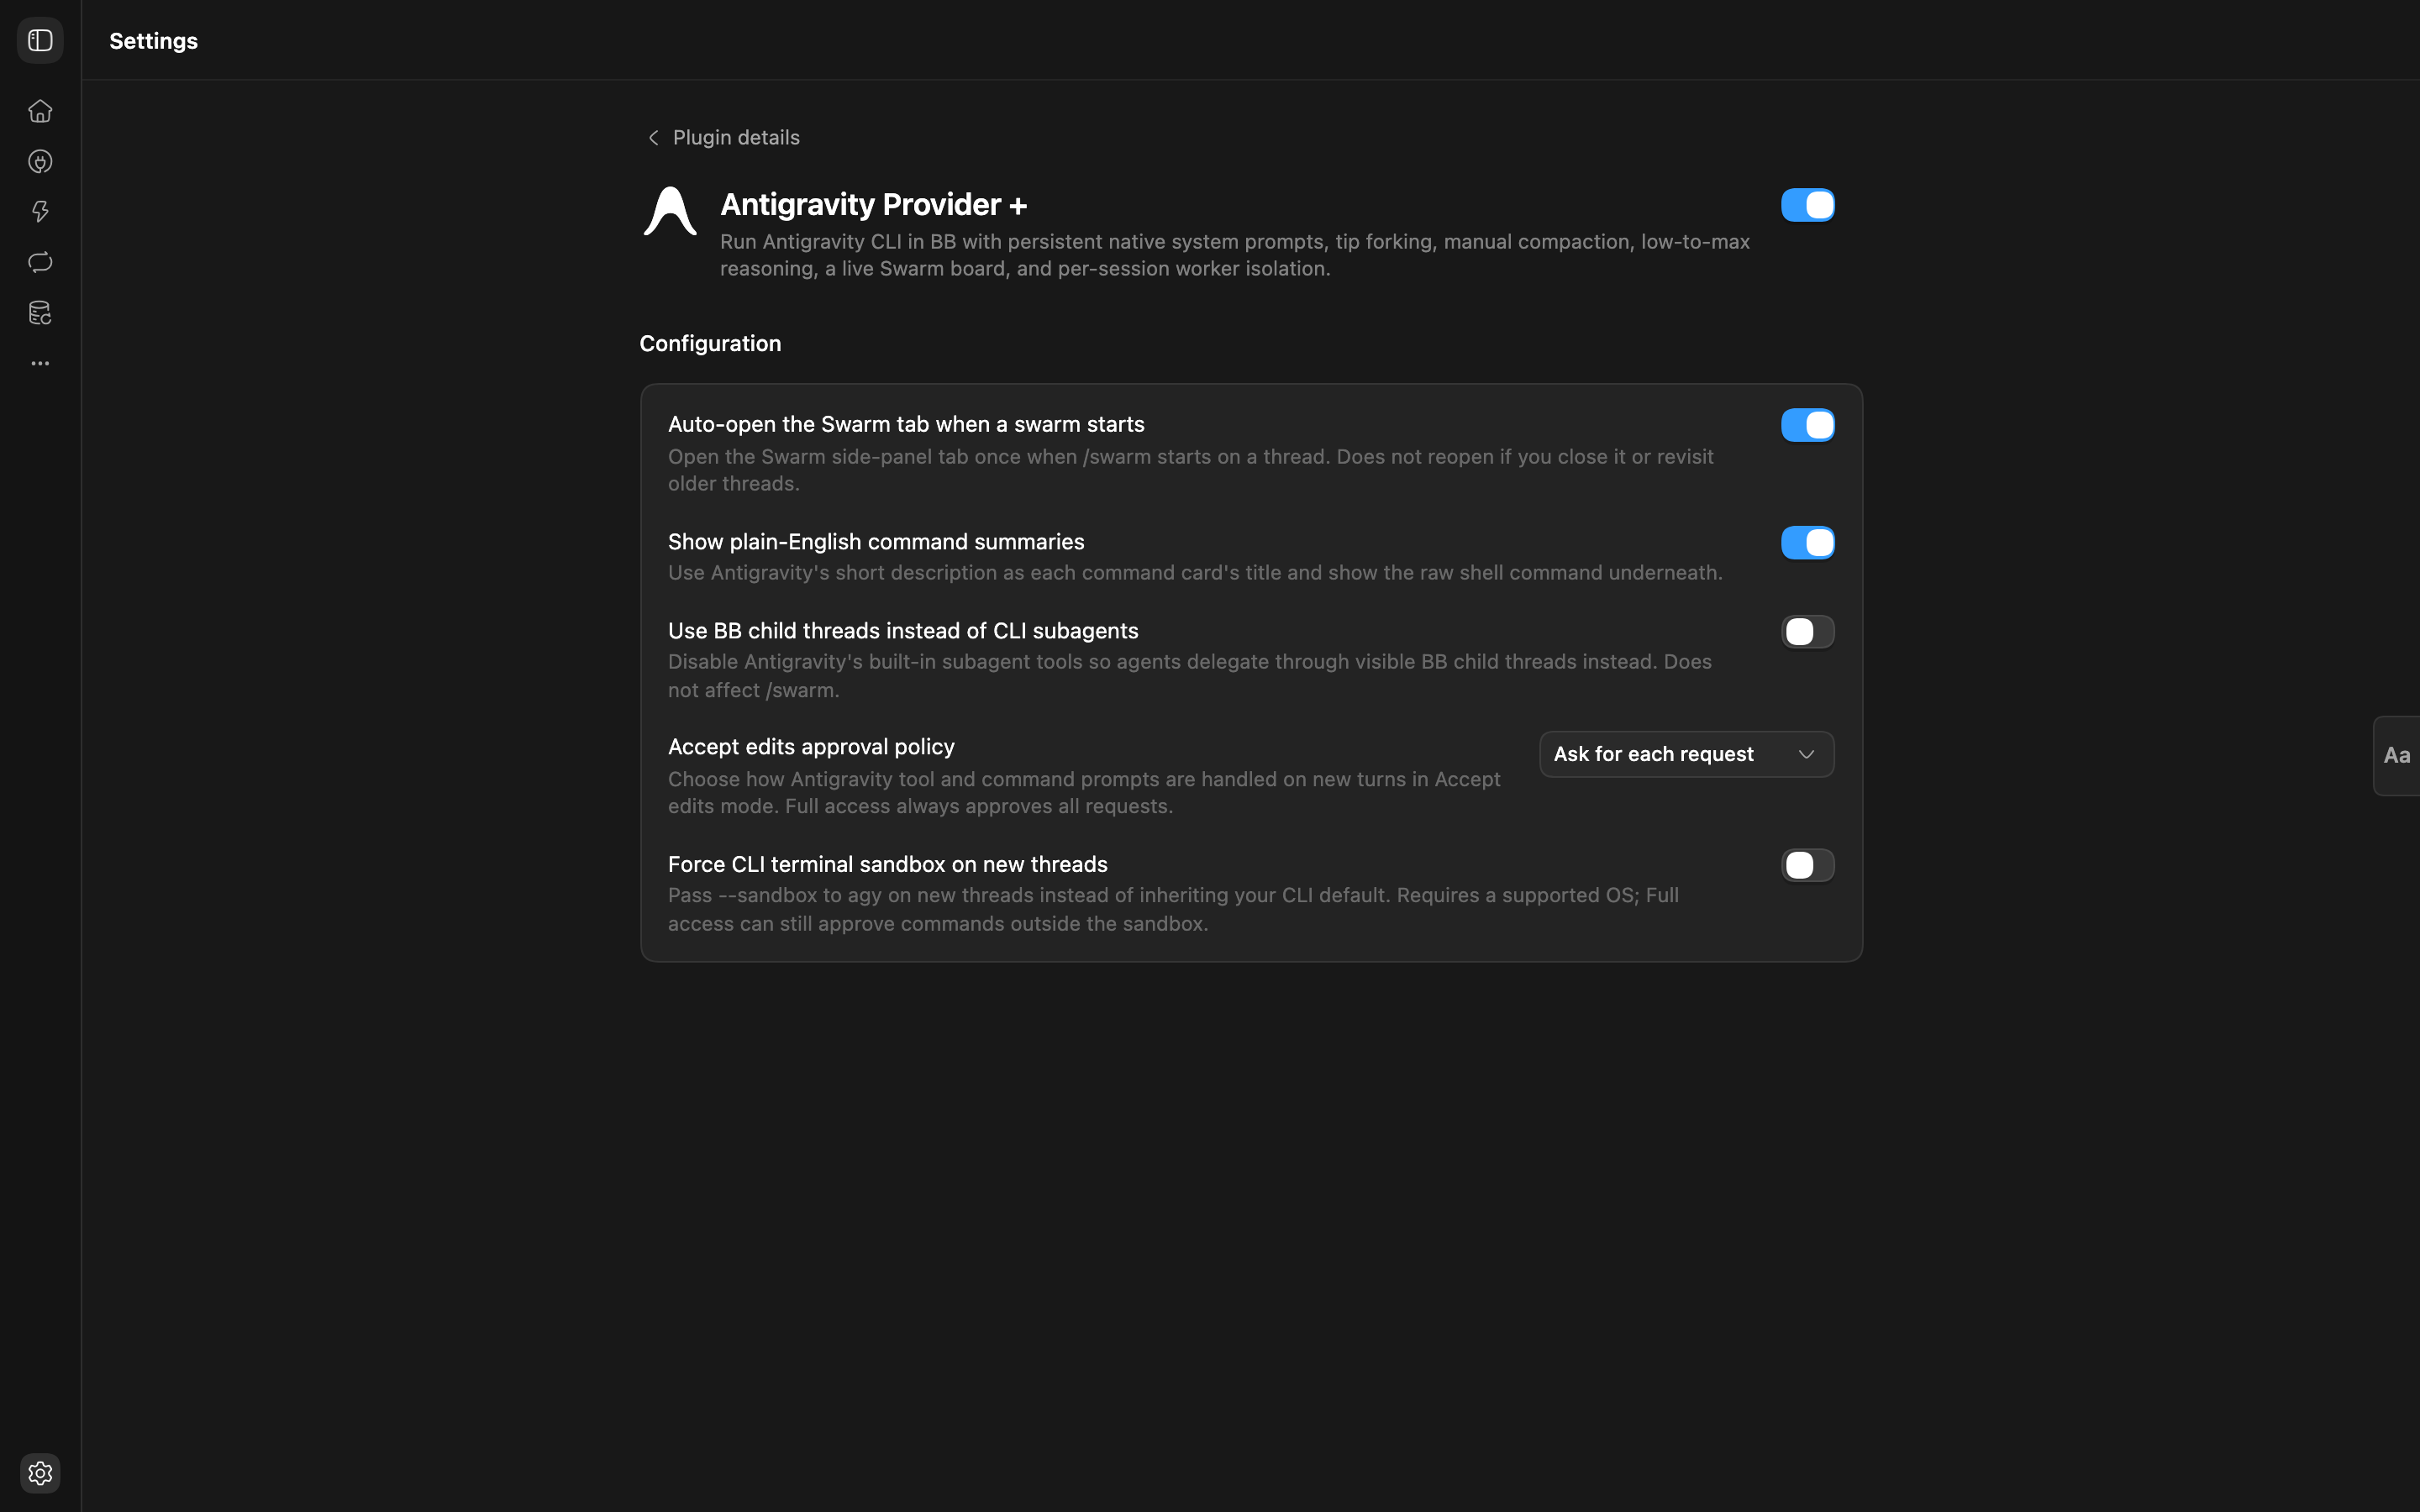 Settings
Plugin details
Antigravity Provider +
Run Antigravity CLI in BB with persistent native system prompts, tip forking, manual compaction, low-to-max
reasoning, a live Swarm board, and per-session worker isolation.
Configuration
Auto-open the Swarm tab when a swarm starts
Open the Swarm side-panel tab once when /swarm starts on a thread. Does not reopen if you close it or revisit
older threads.
Show plain-English command summaries
Use Antigravity's short description as each command card's title and show the raw shell command underneath.
Use BB child threads instead of CLI subagents
Disable Antigravity's built-in subagent tools so agents delegate through visible BB child threads instead. Does
not affect /swarm.
Accept edits approval policy
Ask for each request
Choose how Antigravity tool and command prompts are handled on new turns in Accept
edits mode. Full access always approves all requests.
Aa
Force CLI terminal sandbox on new threads
Pass --sandbox to agy on new threads instead of inheriting your CLI default. Requires a supported OS; Full
access can still approve commands outside the sandbox.